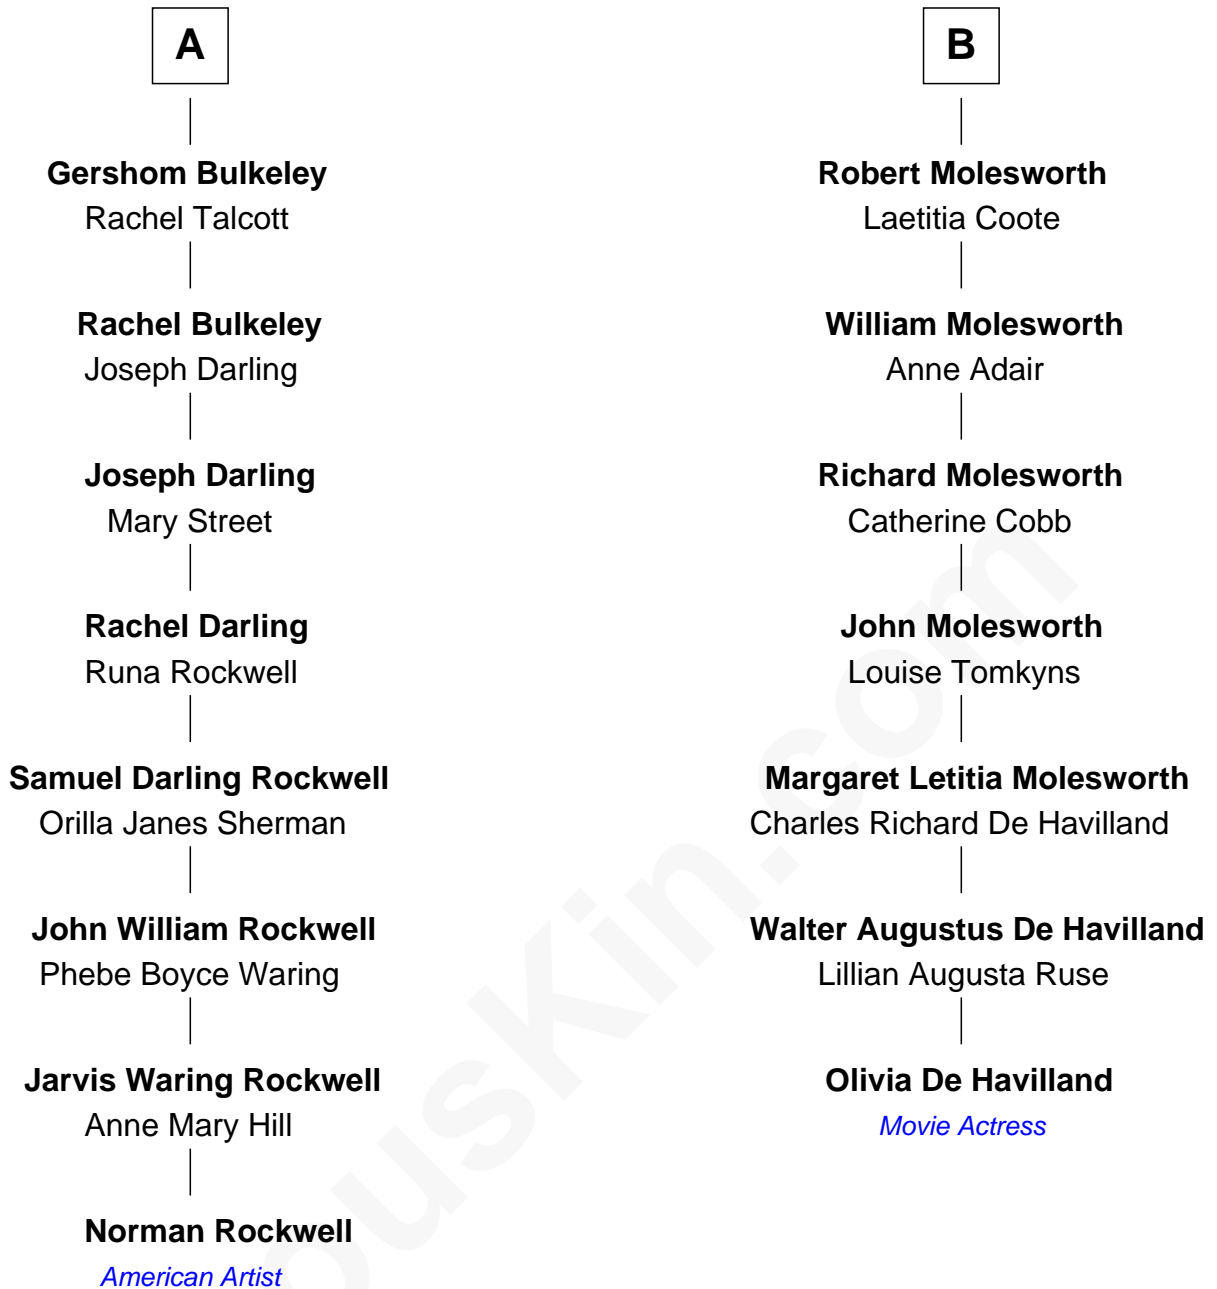 A
Gershom Bulkeley
Rachel Talcott
Rachel Bulkeley
Joseph Darling
Joseph Darling
Mary Street
Rachel Darling
Runa Rockwell
Samuel Darling Rockwell
Orilla Janes Sherman
John William Rockwell
Phebe Boyce Waring
Jarvis Waring Rockwell
Anne Mary Hill
Norman Rockwell
American Artist
B
Robert Molesworth
Laetitia Coote
William Molesworth
Anne Adair
Richard Molesworth
Catherine Cobb
John Molesworth
Louise Tomkyns
Margaret Letitia Molesworth
Charles Richard De Havilland
Walter Augustus De Havilland
Lillian Augusta Ruse
Olivia De Havilland
Movie Actress
ousKin.com